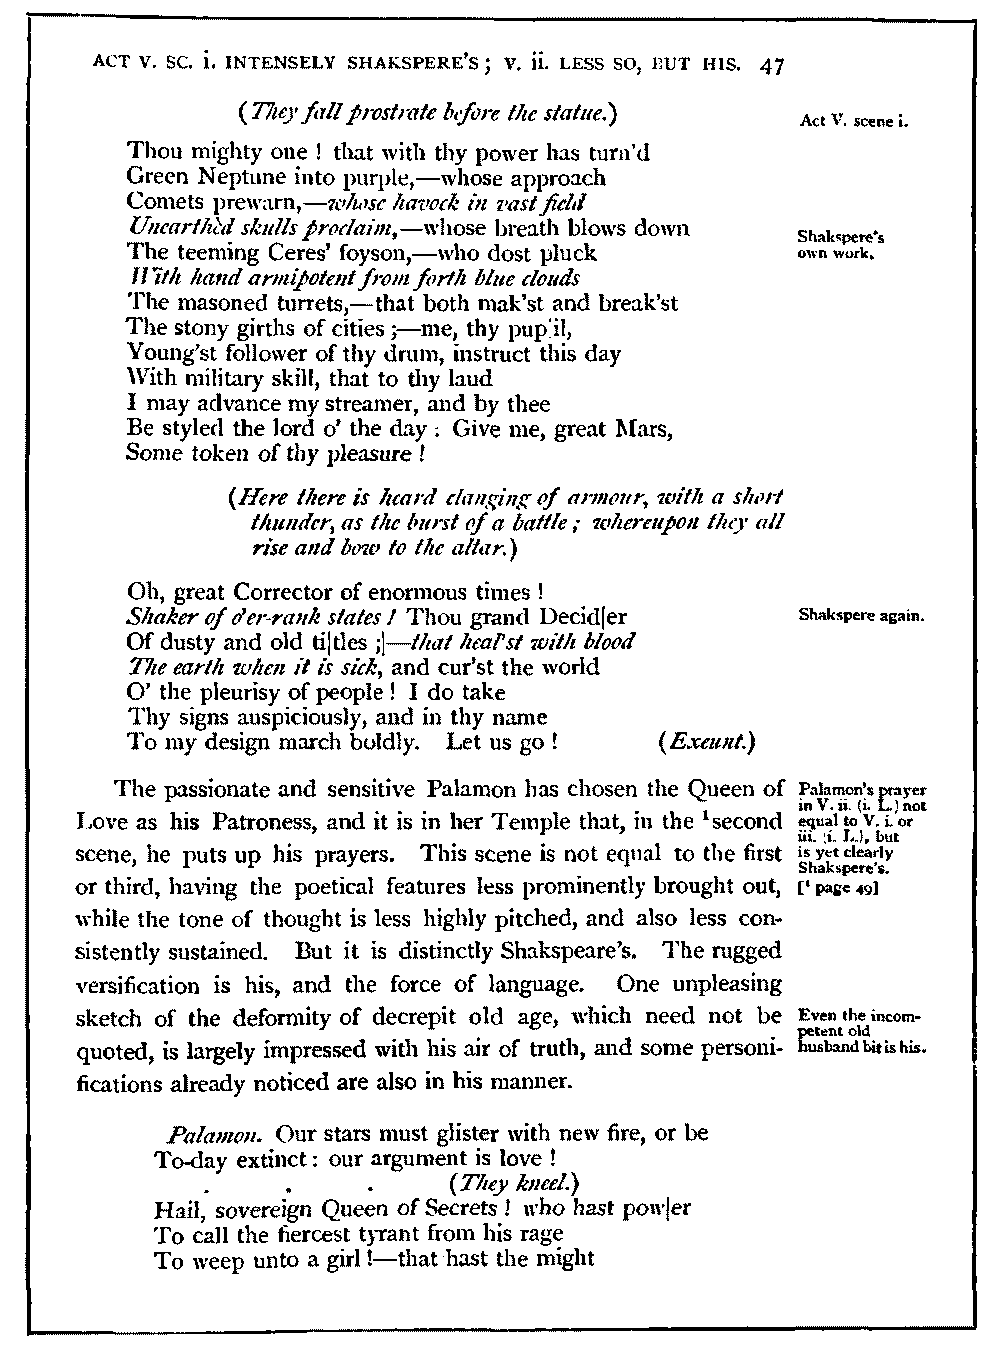 ACT V. SC. i. INTENSELY SHAKSPERE'S; V. ii. LESS SO, BUT HIS. 47
(They fall prostrate before the statue.)
Act V. scene i.
Thou mighty one ! that with thy power has turn'd
Green Neptune into purple,—whose approach
Comets prewarn,—whose havock in vast field
Unearthèd skulls proclaim,—whose breath blows down
The teeming Ceres' foyson,—who dost pluck
With hand armipotent from forth blue clouds
The masoned turrets,—that both mak'st and break'st
The stony girths of cities ;—me, thy pup|il,
Young'st follower of thy drum, instruct this day
With military skill, that to thy laud
I may advance my streamer, and by thee
Be styled the lord o' the day : Give me, great Mars,
Some token of thy pleasure !
Shakspere's
own work.
(Here there is heard clanging of armour, with a short
thunder, as the burst of a battle ; whereupon they all
rise and bow to the altar.)
Oh, great Corrector of enormous times !
Shaker of o'er-rank states ! Thou grand Decid|er
Of dusty and old ti|tles ;|—that heal'st with blood
The earth when it is sick, and cur'st the world
O' the pleurisy of people ! I do take
Thy signs auspiciously, and in thy name
To my design march boldly. Let us go ! (Exeunt.)
Shakspere again.
The passionate and sensitive Palamon has chosen the Queen of
Love as his Patroness, and it is in her Temple that, in the ¹second
scene, he puts up his prayers. This scene is not equal to the first
or third, having the poetical features less prominently brought out,
while the tone of thought is less highly pitched, and also less con-
sistently sustained. But it is distinctly Shakspeare's. The rugged
versification is his, and the force of language. One unpleasing
sketch of the deformity of decrepit old age, which need not be
quoted, is largely impressed with his air of truth, and some personi-
fications already noticed are also in his manner.
Palamon's prayer
in V. ii. (i. L.) not
equal to V. i. or
iii. (i. L.), but
is yet clearly
Shakspere's.
[¹ page 49]
Even the incom-
petent old
husband bit is his.
Palamon. Our stars must glister with new fire, or be
To-day extinct : our argument is love !
. . . (They kneel.)
Hail, sovereign Queen of Secrets ! who hast pow|er
To call the fiercest tyrant from his rage
To weep unto a girl !—that hast the might